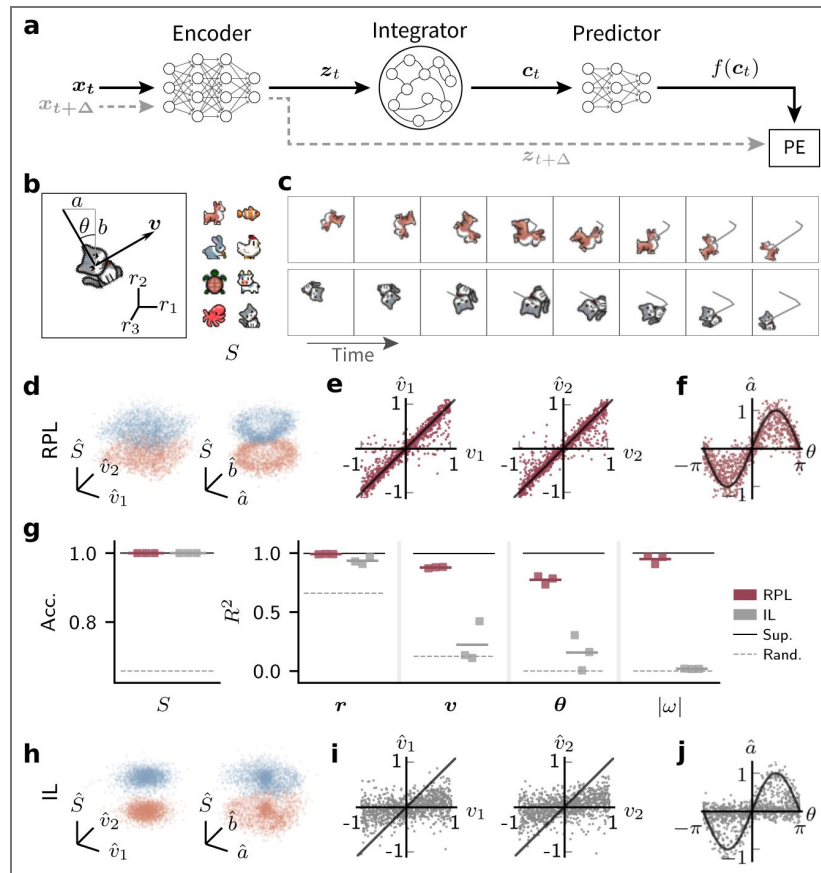 a
Encoder Integrator Predictor
x_t z_t c_t f(c_t)
x_{t+Δ}
z_{t+Δ} PE
b c
a
θ b v
r_2
r_1
r_3
S
Time
d e f
RPL
Ŝ v̂_2 v̂_1
Ŝ b̂ â
v̂_1 1 v_1 -1 1 -1
v̂_2 1 v_2 -1 1 -1
â 1 θ −π π −1
g
Acc. 1.0 0.8
S
R² 1.0 0.5 0.0
r v θ |ω|
RPL
IL
Sup.
Rand.
h i j
IL
Ŝ v̂_2 v̂_1
Ŝ b̂ â
v̂_1 1 v_1 -1 1 -1
v̂_2 1 v_2 -1 1 -1
â 1 θ −π π −1